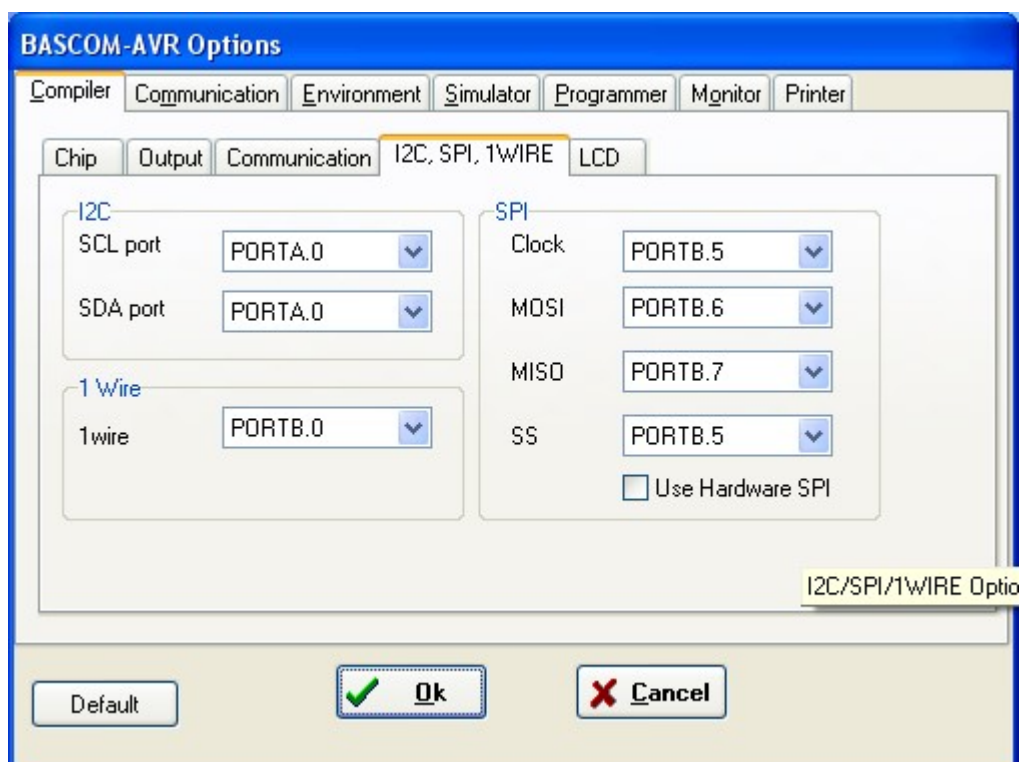 BASCOM-AVR Options
Compiler Communication Environment Simulator Programmer Monitor Printer
Chip Output Communication I2C, SPI, 1WIRE LCD
I2C
SCL port PORTA.0
SDA port PORTA.0
1 Wire
1wire PORTB.0
SPI
Clock PORTB.5
MOSI PORTB.6
MISO PORTB.7
SS PORTB.5
Use Hardware SPI
I2C/SPI/1WIRE Optio
Default Ok Cancel